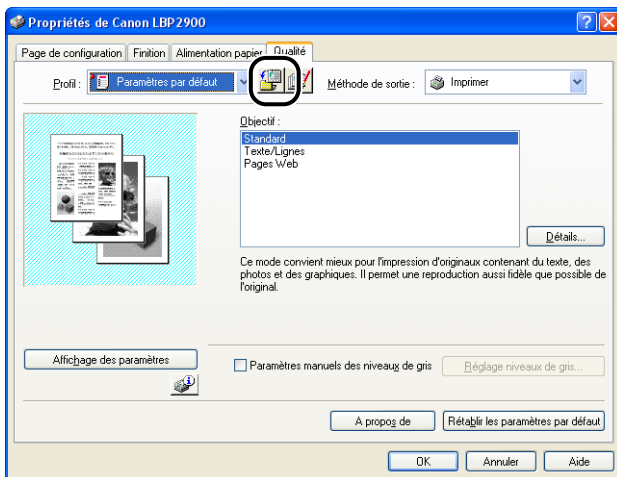 Propriétés de Canon LBP2900
Page de configuration Finition Alimentation papier Qualité
Profil : Paramètres par défaut Méthode de sortie : Imprimer
Objectif :
Standard
Texte/Lignes
Pages Web
Détails...
Ce mode convient mieux pour l'impression d'originaux contenant du texte, des
photos et des graphiques. Il permet une reproduction aussi fidèle que possible de
l'original.
Affichage des paramètres Paramètres manuels des niveaux de gris Réglage niveaux de gris...
A propos de Rétablir les paramètres par défaut
OK Annuler Aide